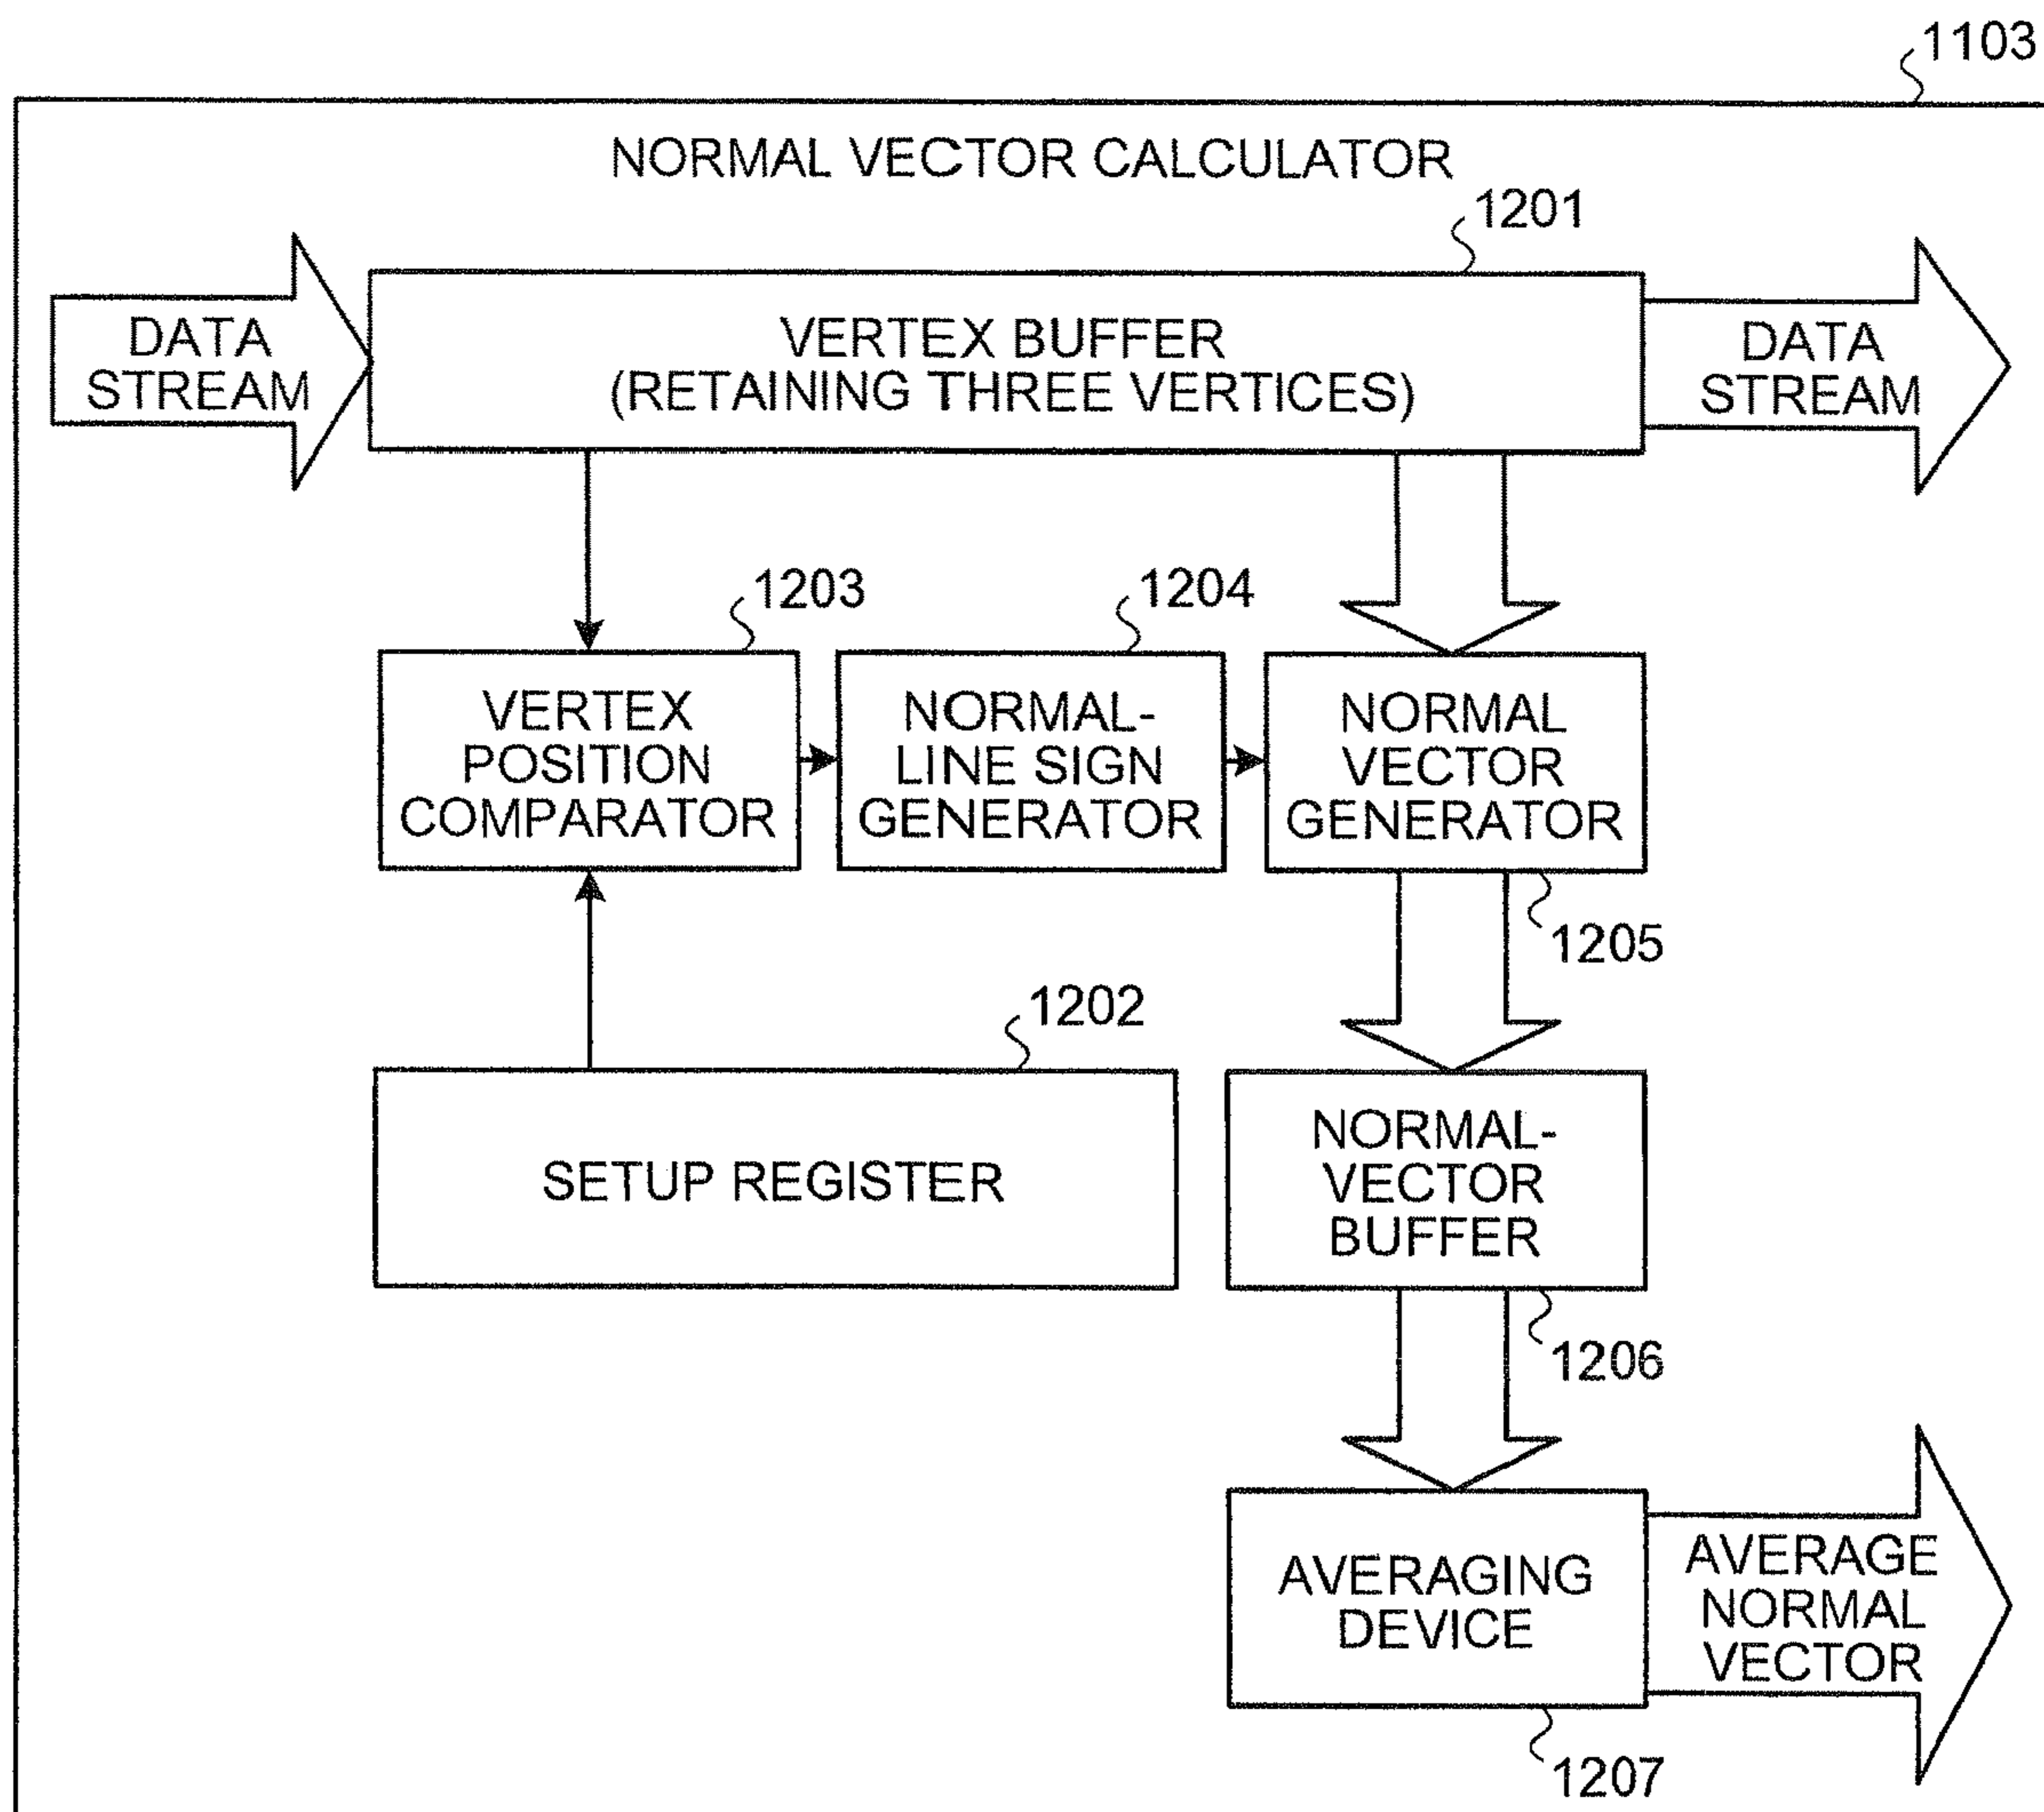 1103
NORMAL VECTOR CALCULATOR
1201
DATA
STREAM
VERTEX BUFFER
(RETAINING THREE VERTICES)
DATA
STREAM
1203
1204
VERTEX
POSITION
COMPARATOR
NORMAL-
LINE SIGN
GENERATOR
NORMAL
VECTOR
GENERATOR
1205
1202
SETUP REGISTER
NORMAL-
VECTOR
BUFFER
1206
AVERAGING
DEVICE
AVERAGE
NORMAL
VECTOR
1207